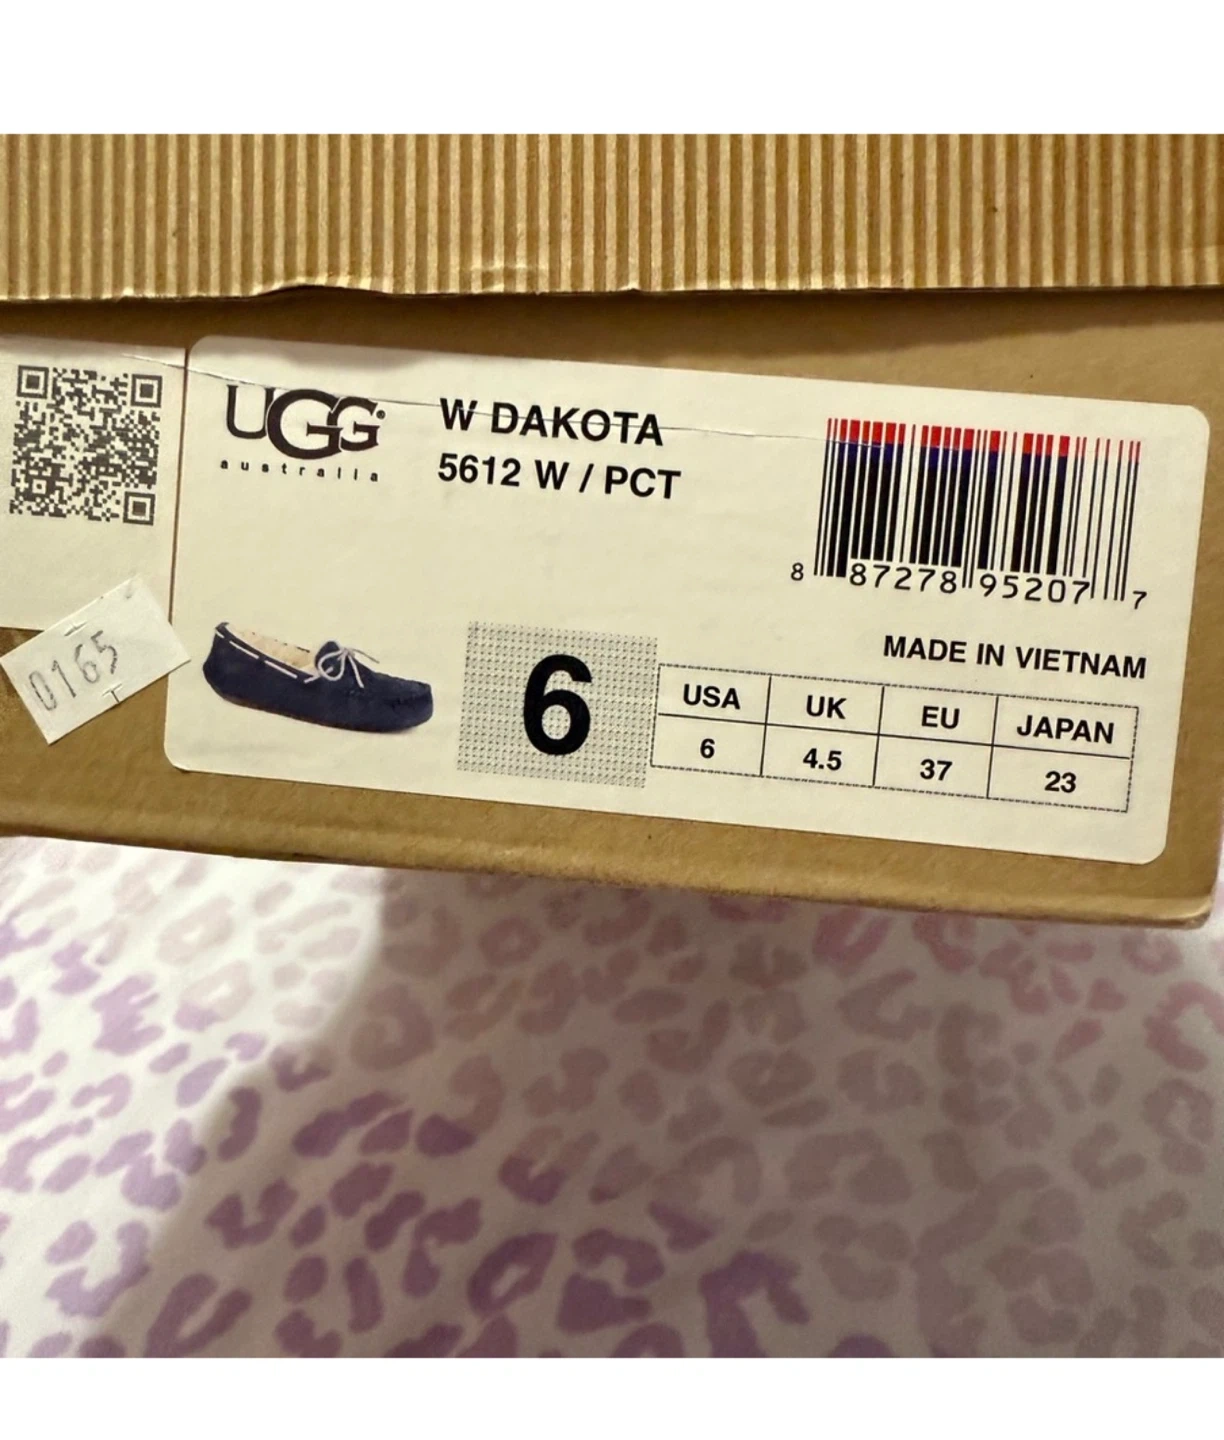 UGG
australia
W DAKOTA
5612 W / PCT
8 87278 95207 7
MADE IN VIETNAM
0165
6
USA UK EU JAPAN
6 4.5 37 23